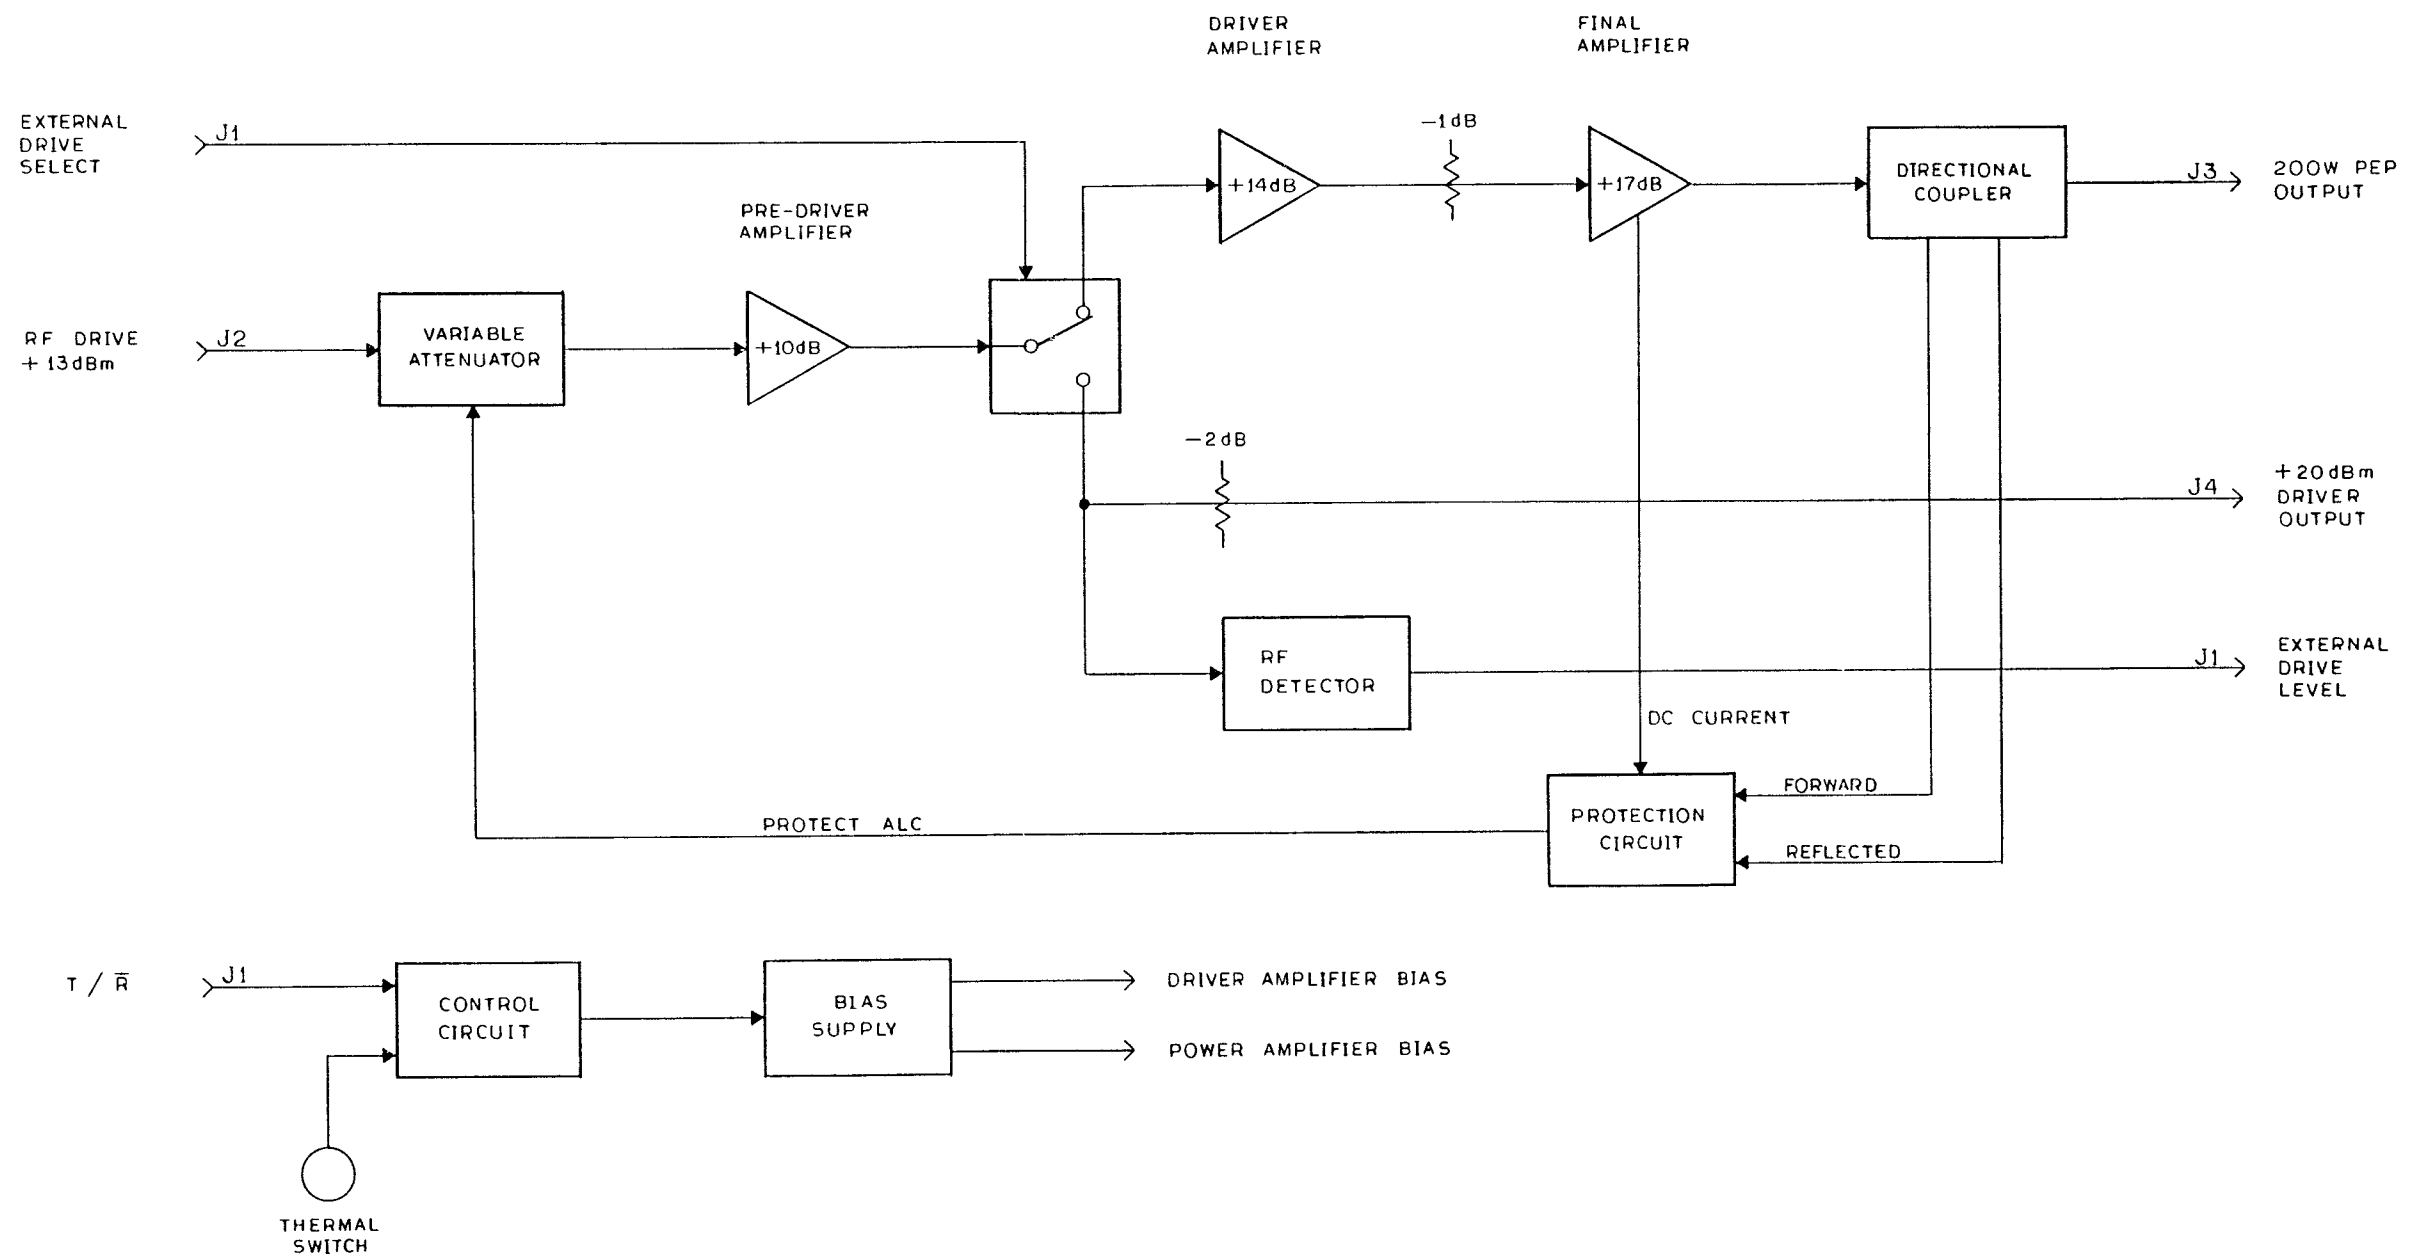 DRIVER
AMPLIFIER
FINAL
AMPLIFIER
EXTERNAL
DRIVE
SELECT
J1
-1dB
+14dB
+17dB
DIRECTIONAL
COUPLER
J3
200W PEP
OUTPUT
PRE-DRIVER
AMPLIFIER
RF DRIVE
+13dBm
J2
VARIABLE
ATTENUATOR
+10dB
-2dB
J4
+20dBm
DRIVER
OUTPUT
RF
DETECTOR
J1
EXTERNAL
DRIVE
LEVEL
DC CURRENT
FORWARD
PROTECTION
CIRCUIT
REFLECTED
PROTECT ALC
T / R̅
J1
CONTROL
CIRCUIT
BIAS
SUPPLY
DRIVER AMPLIFIER BIAS
POWER AMPLIFIER BIAS
THERMAL
SWITCH